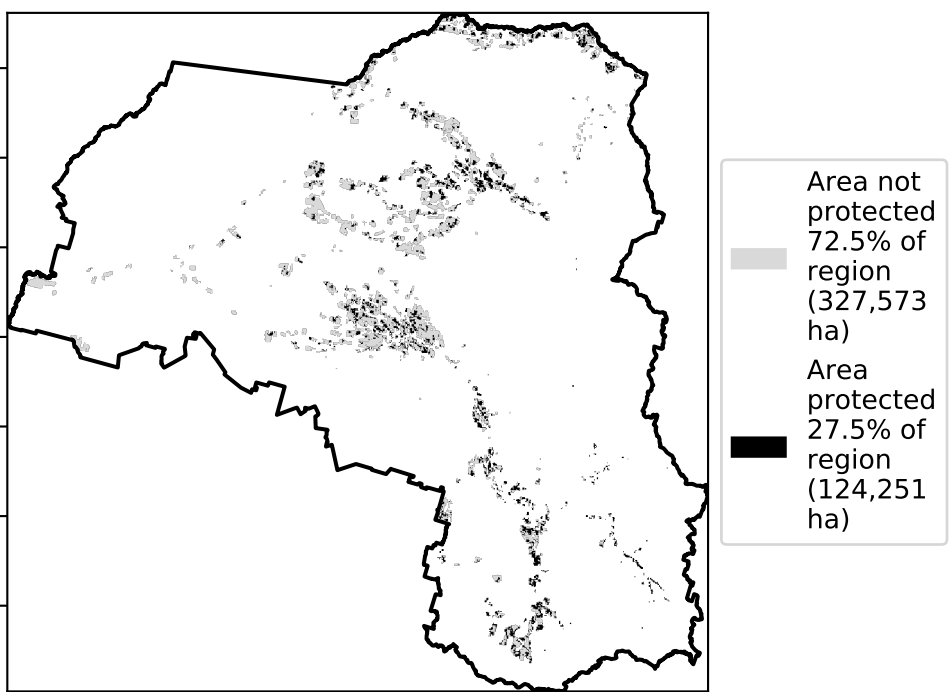 Area not
protected
72.5% of
region
(327,573
ha)
Area
protected
27.5% of
region
(124,251
ha)